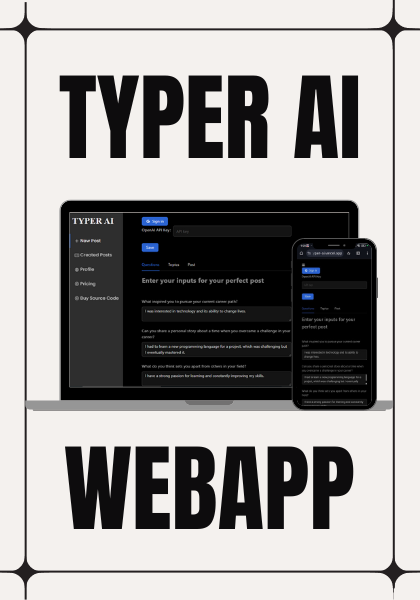 TYPER AI
TYPER AI
New Post
Created Posts
Profile
Pricing
Buy Source Code
Sign in
OpenAI API Key:
API Key
Save
Questions Topics Post
Enter your inputs for your perfect post
What inspired you to pursue your current career path?
I was interested in technology and its ability to change lives.
Can you share a personal story about a time when you overcame a challenge in your career?
I had to learn a new programming language for a project, which was challenging but
I eventually mastered it.
What do you think sets you apart from others in your field?
I have a strong passion for learning and constantly improving my skills.
Enter your inputs for your
perfect post
WEBAPP